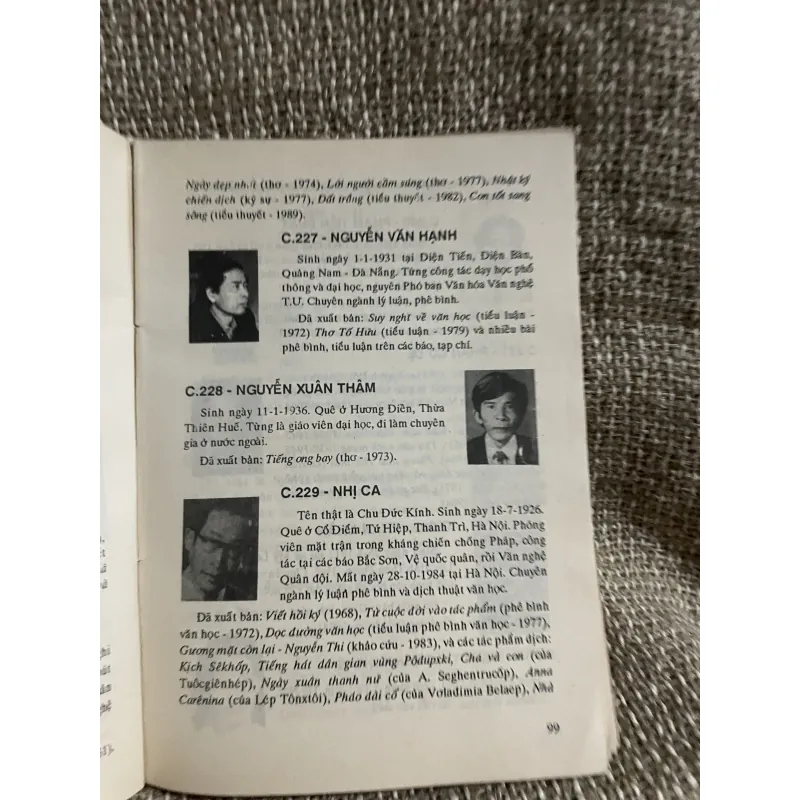 Ngày đẹp nhất (thơ - 1974), Lời người cầm súng (thơ - 1977), Nhật ký
chiến dịch (ký sự - 1977), Đất trắng (tiểu thuyết - 1982), Con tốt sang
sông (tiểu thuyết - 1989).
C.227 - NGUYỄN VĂN HẠNH
Sinh ngày 1-1-1931 tại Diện Tiến, Điện Bàn,
Quảng Nam - Đà Nẵng. Từng công tác dạy học phổ
thông và đại học, nguyên Phó ban Văn hóa Văn nghệ
T.Ư. Chuyên ngành lý luận, phê bình.
Đã xuất bản: Suy nghĩ về văn học (tiểu luận -
1972) Thơ Tố Hữu (tiểu luận - 1979) và nhiều bài
phê bình, tiểu luận trên các báo, tạp chí.
C.228 - NGUYỄN XUÂN THÂM
Sinh ngày 11-1-1936. Quê ở Hương Điền, Thừa
Thiên Huế. Từng là giáo viên đại học, đi làm chuyên
gia ở nước ngoài.
Đã xuất bản: Tiếng ong bay (thơ - 1973).
C.229 - NHỊ CA
Tên thật là Chu Đức Kính. Sinh ngày 18-7-1926.
Quê ở Cổ Điểm, Tứ Hiệp, Thanh Trì, Hà Nội. Phóng
viên mặt trận trong kháng chiến chống Pháp, công
tác tại các báo Bắc Sơn, Vệ quốc quân, rồi Văn nghệ
Quân đội. Mất ngày 28-10-1984 tại Hà Nội. Chuyên
ngành lý luận phê bình và dịch thuật văn học.
Đã xuất bản: Viết hồi ký (1968), Từ cuộc đời vào tác phẩm (phê bình
văn học - 1972), Dọc đường văn học (tiểu luận phê bình văn học - 1977),
Gương mặt còn lại - Nguyễn Thi (khảo cứu - 1983), và các tác phẩm dịch:
Kịch Sêkhốp, Tiếng hát dân gian vùng Pôđupxki, Cha và con (của
Tuôcgiênhép), Ngày xuân thanh nữ (của A. Seghentrucôp), Anna
Carênina (của Lép Tônxtôi), Pháo đài cổ (của Voladimia Belaep), Nhà
99